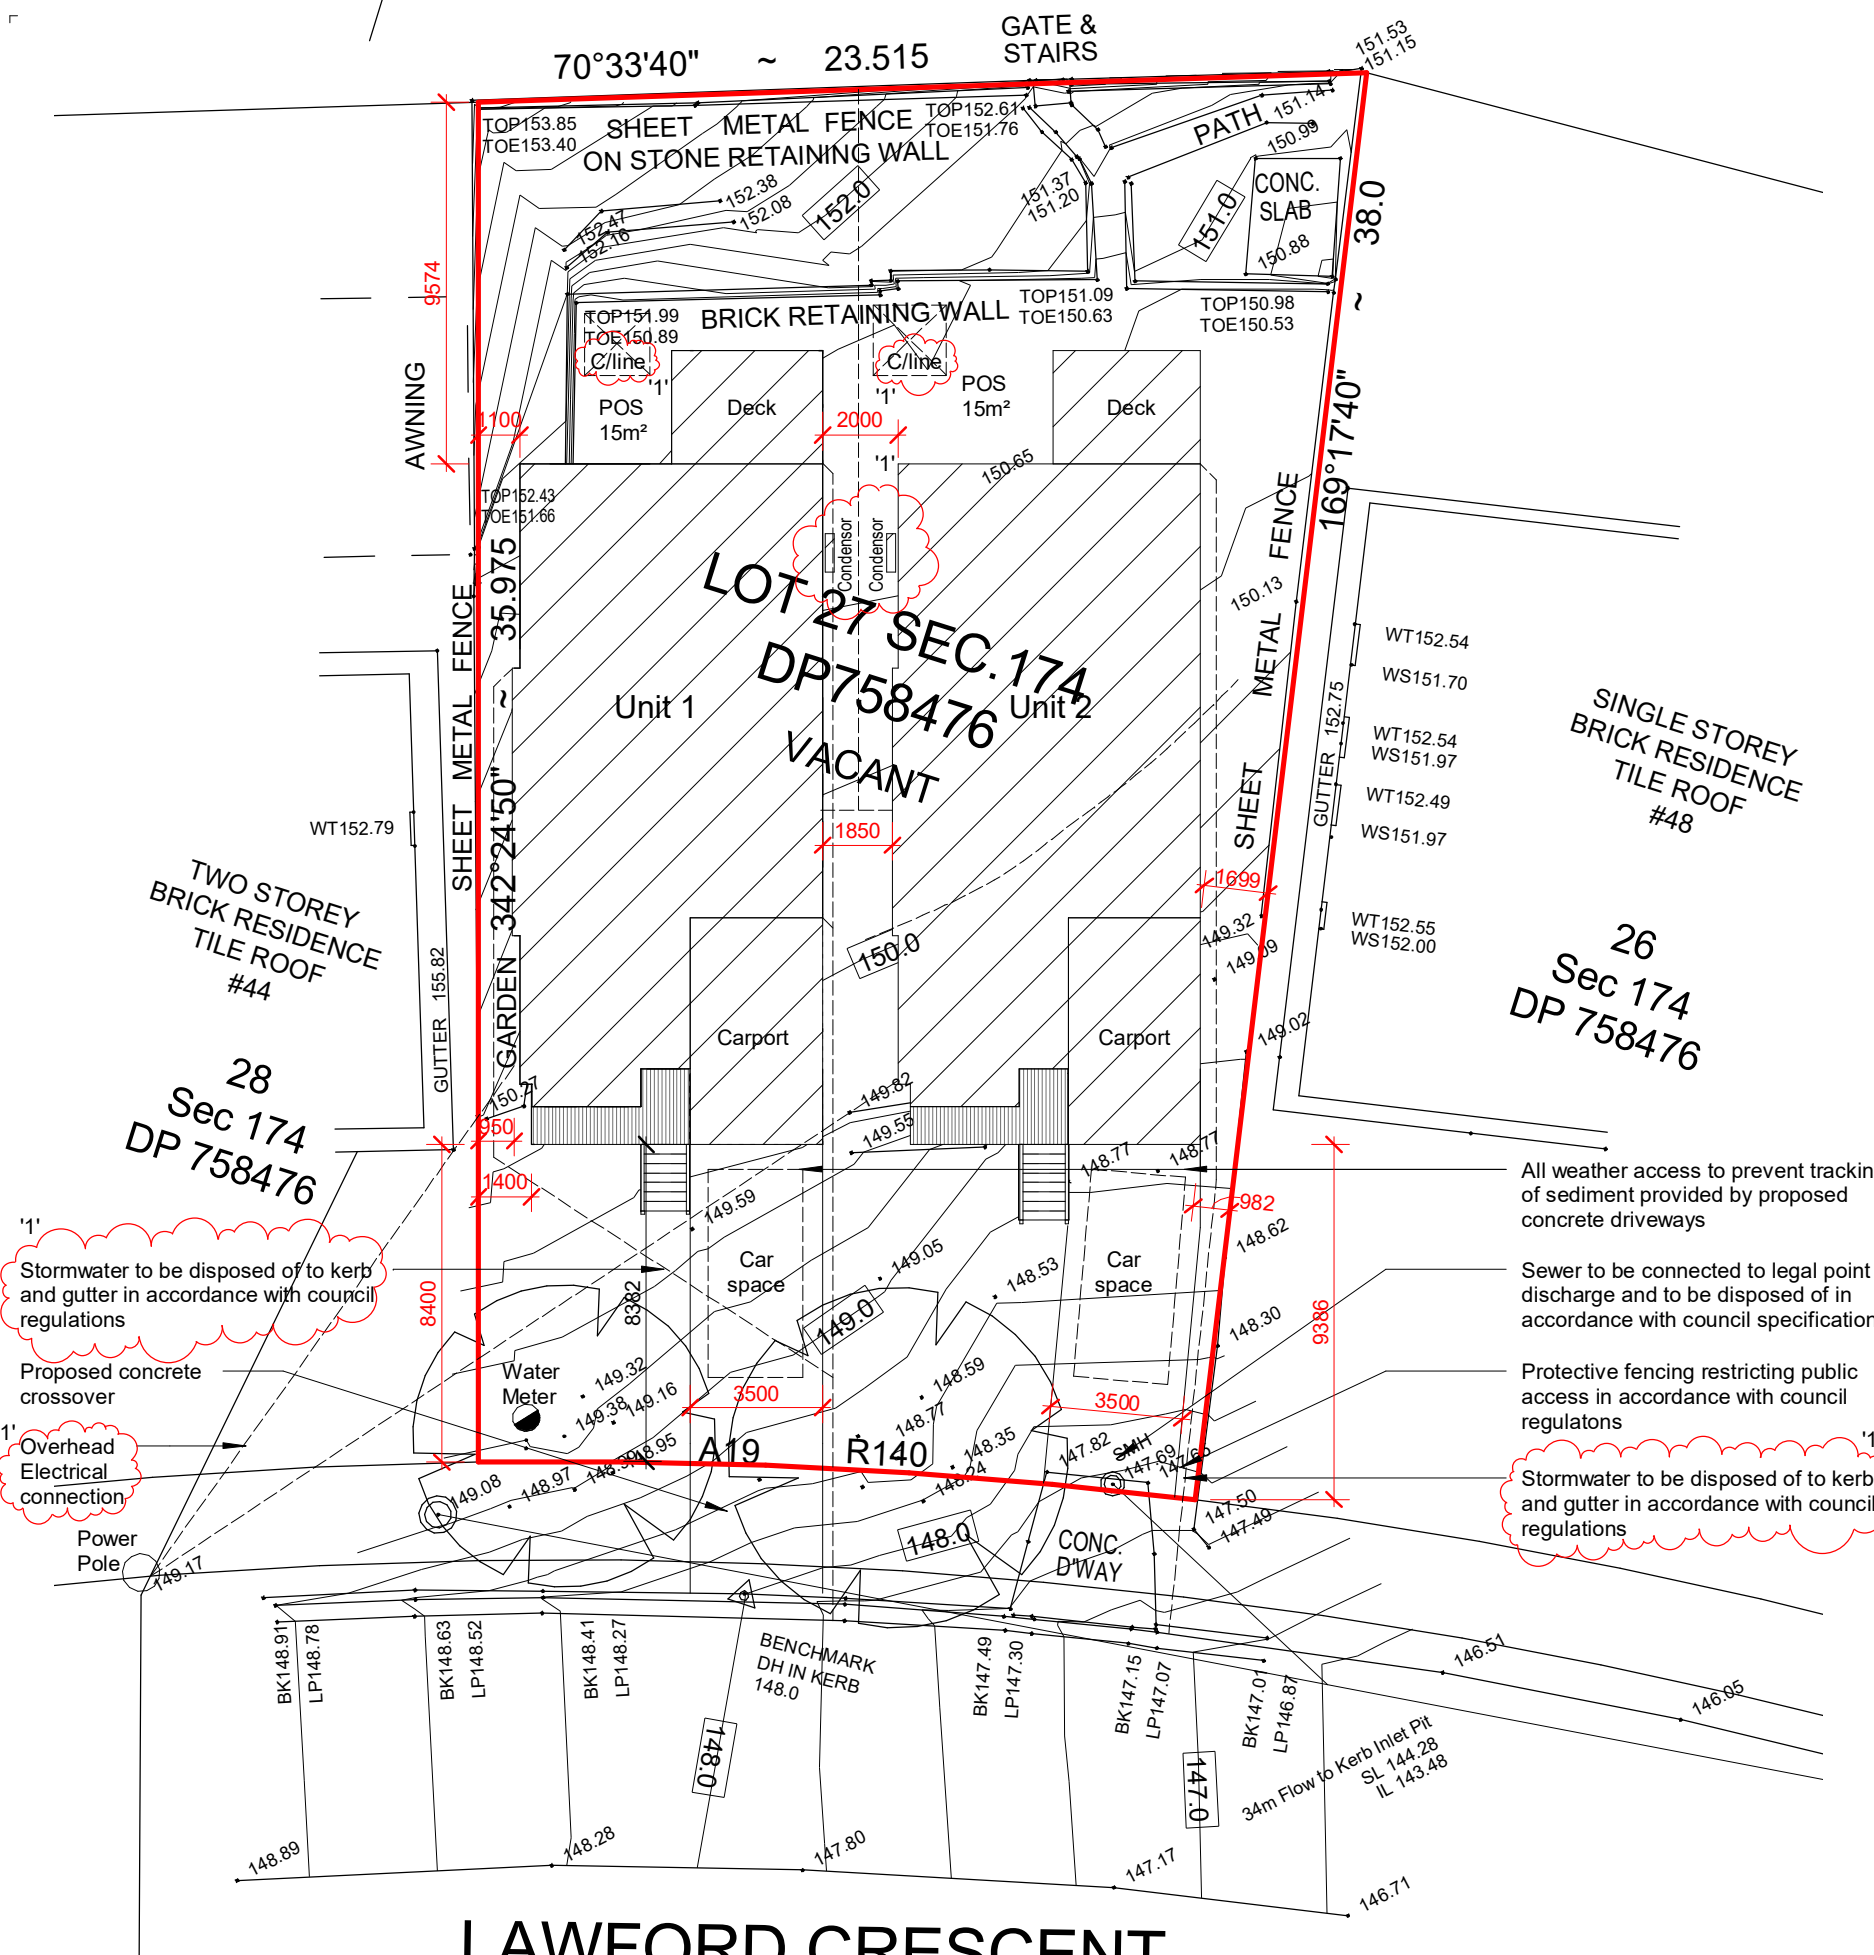 GATE &
STAIRS
70°33'40" ~ 23.515
151.53
151.15
TOP153.85
TOE153.40
SHEET METAL FENCE
ON STONE RETAINING WALL
TOP152.61
TOE151.76
PATH
151.14
150.99
CONC.
SLAB
150.88
151.0
38.0
~
169°17'40"
152.38
152.08
152.47
152.16
152.0
151.37
151.20
9574
AWNING
TOP151.99
TOE150.89
BRICK RETAINING WALL
TOP151.09
TOE150.63
TOP150.98
TOE150.53
C/line
'1'
C/line
'1'
POS
15m²
Deck
POS
15m²
Deck
1100
2000
'1'
150.65
TOP152.43
TOE151.66
Condensor
Condensor
35.975
~
342°24'50"
SHEET METAL FENCE
GARDEN
LOT 27 SEC.174
DP758476
VACANT
Unit 1
Unit 2
150.13
SHEET METAL FENCE
GUTTER 152.75
WT152.54
WS151.70
WT152.54
WS151.97
WT152.49
WS151.97
WT152.55
WS152.00
SINGLE STOREY
BRICK RESIDENCE
TILE ROOF
#48
26
Sec 174
DP 758476
WT152.79
TWO STOREY
BRICK RESIDENCE
TILE ROOF
#44
GUTTER 155.82
28
Sec 174
DP 758476
1850
1699
149.32
149.09
150.0
Carport
Carport
149.02
150.27
149.82
149.55
950
1400
148.77
148.77
982
148.62
149.59
149.05
148.53
Car
space
Car
space
8400
8382
9386
149.0
148.30
All weather access to prevent trackin
of sediment provided by proposed
concrete driveways
Sewer to be connected to legal point
discharge and to be disposed of in
accordance with council specification
Protective fencing restricting public
access in accordance with council
regulatons
'1
Stormwater to be disposed of to kerb
and gutter in accordance with council
regulations
'1'
Stormwater to be disposed of to kerb
and gutter in accordance with council
regulations
Proposed concrete
crossover
1'
Overhead
Electrical
connection
Power
Pole
149.17
Water
Meter
149.32
149.16
149.38
3500
3500
148.59
148.77
148.35
148.24
147.82
SMH
147.69
A19
R140
148.95
148.97
149.08
147.50
147.49
148.0
CONC.
D'WAY
BK148.91
LP148.78
BK148.63
LP148.52
BK148.41
LP148.27
BENCHMARK
DH IN KERB
148.0
BK147.49
LP147.30
BK147.15
LP147.07
BK147.01
LP146.87
146.51
146.05
148.0
147.0
34m Flow to Kerb Inlet Pit
SL 144.28
IL 143.48
148.89
148.28
147.80
147.17
146.71
LAWFORD CRESCENT